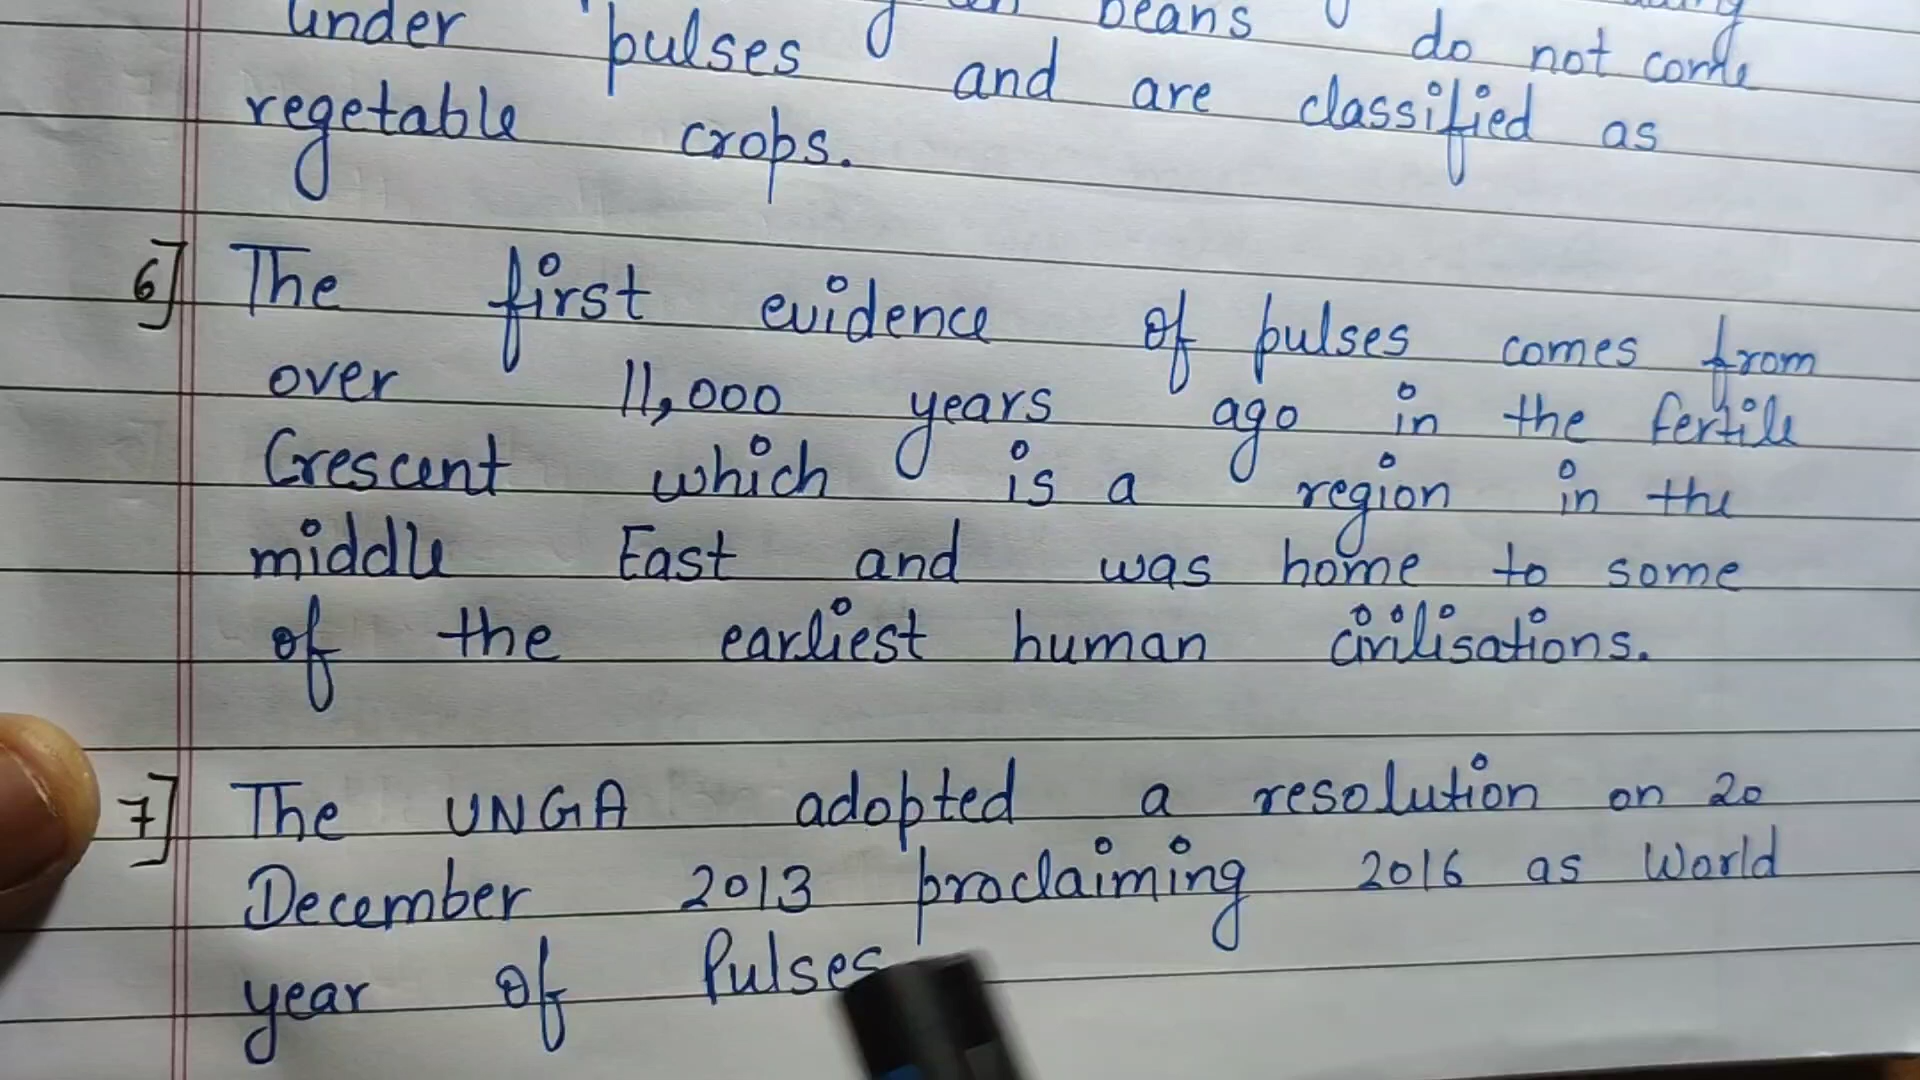 under pulses beans do not come
regetable crops. and are classified as
6] The first evidence of pulses comes from
over 11,000 years ago in the fertile
Crescent which is a region in the
middle East and was home to some
of the earliest human civilisations.
7] The UNGA adopted a resolution on 20
December 2013 proclaiming 2016 as World
year of Pulses